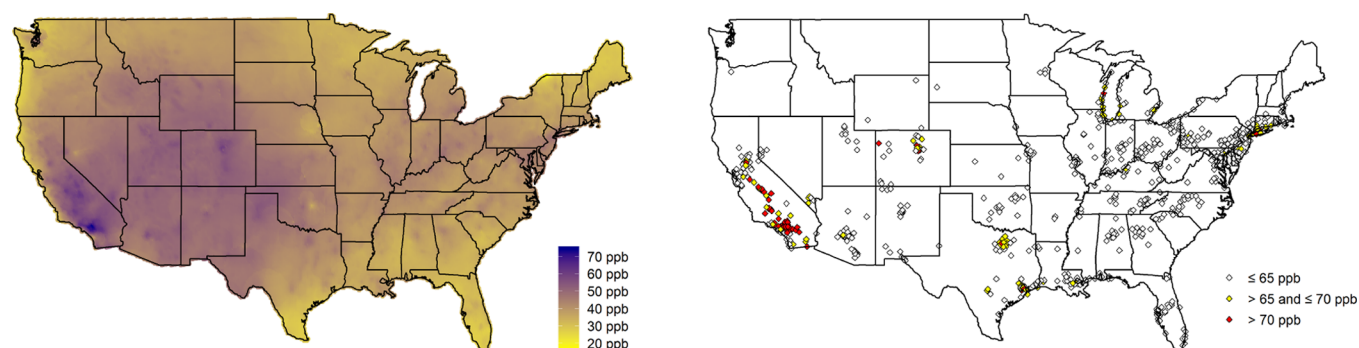 70 ppb
60 ppb
50 ppb
40 ppb
30 ppb
20 ppb
≤ 65 ppb
> 65 and ≤ 70 ppb
> 70 ppb